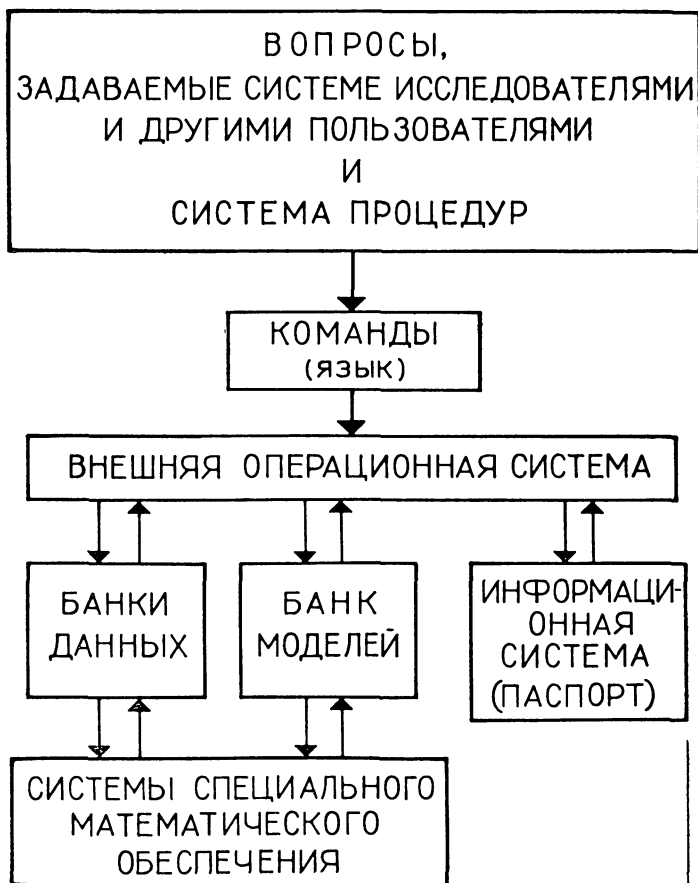 ВОПРОСЫ,
ЗАДАВАЕМЫЕ СИСТЕМЕ ИССЛЕДОВАТЕЛЯМИ
И ДРУГИМИ ПОЛЬЗОВАТЕЛЯМИ
И
СИСТЕМА ПРОЦЕДУР
КОМАНДЫ
(ЯЗЫК)
ВНЕШНЯЯ ОПЕРАЦИОННАЯ СИСТЕМА
БАНКИ
ДАННЫХ
БАНК
МОДЕЛЕЙ
ИНФОРМАЦИ-
ОННАЯ
СИСТЕМА
(ПАСПОРТ)
СИСТЕМЫ СПЕЦИАЛЬНОГО
МАТЕМАТИЧЕСКОГО
ОБЕСПЕЧЕНИЯ